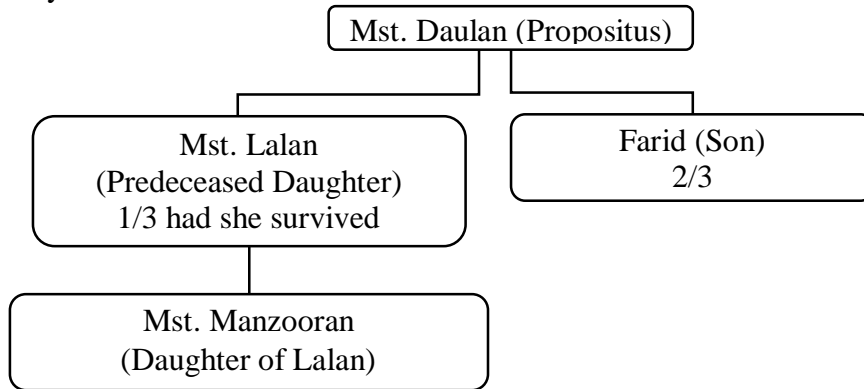 Mst. Daulan (Propositus)
Mst. Lalan
(Predeceased Daughter)
1/3 had she survived
Farid (Son)
2/3
Mst. Manzooran
(Daughter of Lalan)